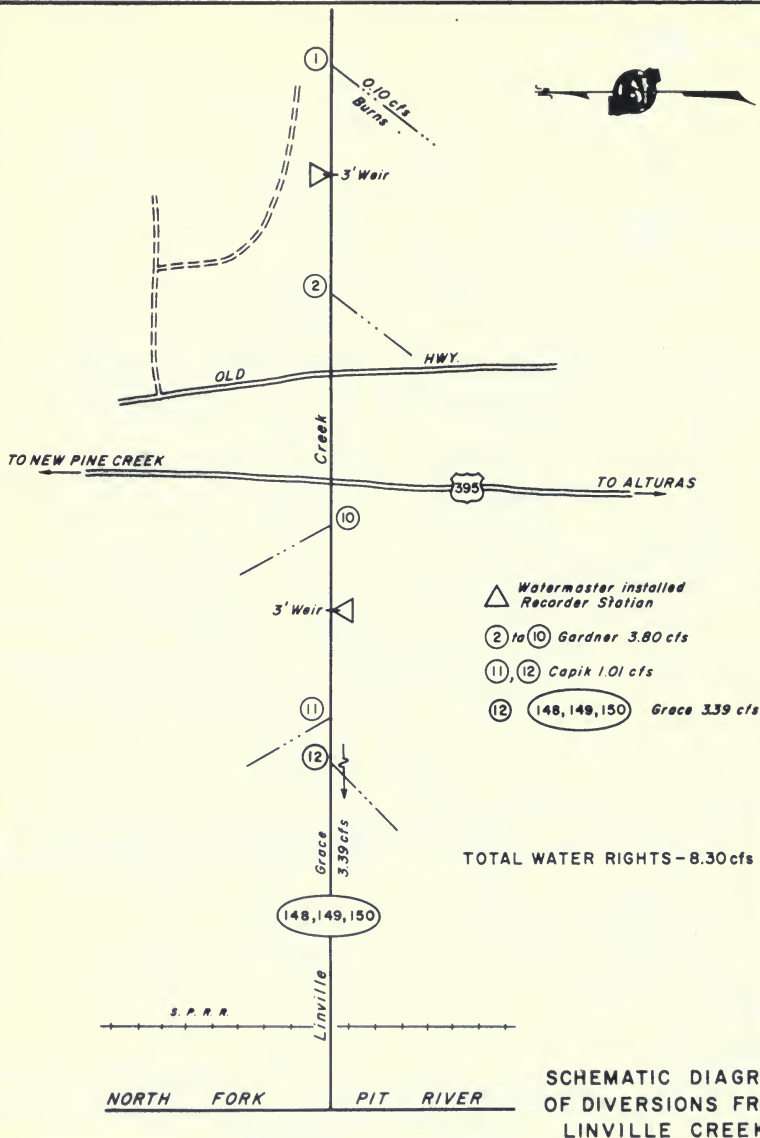 1
0.10 cfs
Burns
3' Weir
2
OLD HWY.
Creek
TO NEW PINE CREEK
395
TO ALTURAS
10
3' Weir
Watermaster installed
Recorder Station
2 to 10 Gardner 3.80 cfs
11, 12 Capik 1.01 cfs
12 148, 149, 150 Grace 3.39 cfs
11
12
Grace
3.39 cfs
TOTAL WATER RIGHTS - 8.30 cfs
148, 149, 150
Linville
S. P. R. R.
NORTH FORK PIT RIVER
SCHEMATIC DIAGR
OF DIVERSIONS FR
LINVILLE CREEK